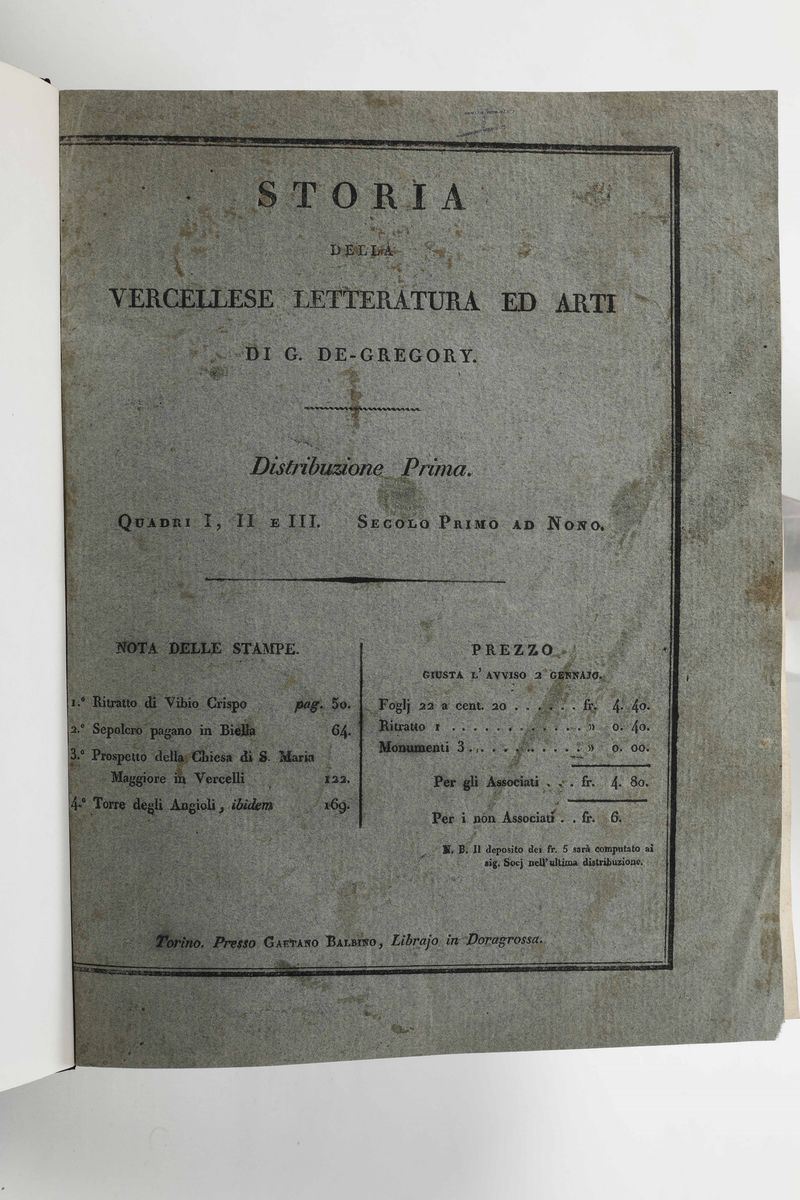 STORIA
DELLA
VERCELLESE LETTERATURA ED ARTI
DI G. DE-GREGORY.
Distribuzione Prima.
QUADRI I, II E III. SECOLO PRIMO AD NONO.
NOTA DELLE STAMPE.
1.° Ritratto di Vibio Crispo pag. 50.
2.° Sepolcro pagano in Biella 64.
3.° Prospetto della Chiesa di S. Maria
Maggiore in Vercelli 122.
4.° Torre degli Angioli, ibidem 169.
PREZZO
GIUSTA L' AVVISO 2 GENNAJO.
Foglj 22 a cent. 20 . . . . . . fr. 4. 40.
Ritratto 1 . . . . . . . . . . . . » 0. 40.
Monumenti 3 . . . . . . . . . . » 0. 00.
Per gli Associati . . . fr. 4. 80.
Per i non Associati . . fr. 6.
N. B. Il deposito dei fr. 5 sarà computato ai
sig. Socj nell'ultima distribuzione.
Torino. Presso GAETANO BALBINO, Librajo in Doragrossa.